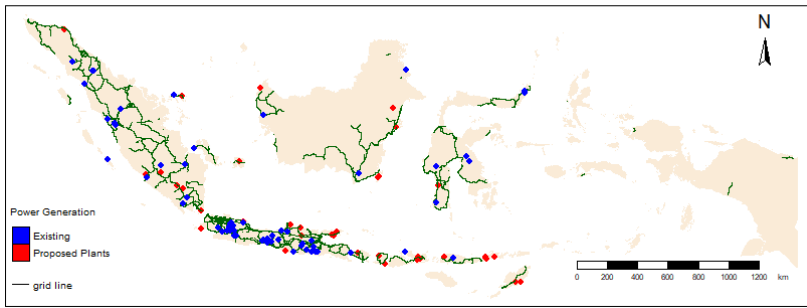 N
Power Generation
Existing
Proposed Plants
grid line
0 200 400 600 800 1000 1200 km